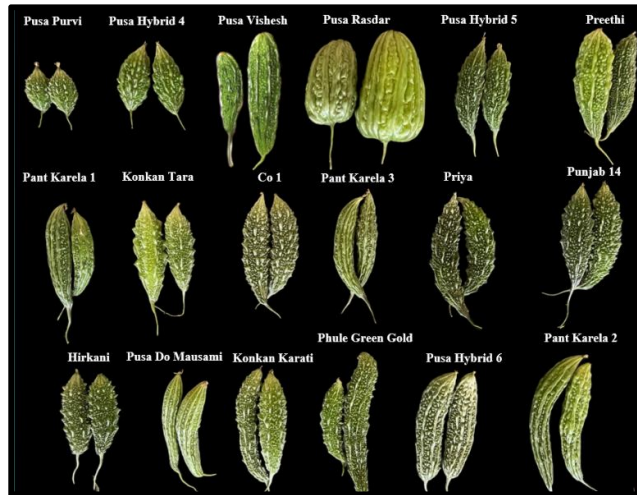 Pusa Purvi
Pusa Hybrid 4
Pusa Vishesh
Pusa Rasdar
Pusa Hybrid 5
Preethi
Pant Karela 1
Konkan Tara
Co 1
Pant Karela 3
Priya
Punjab 14
Hirkani
Pusa Do Mausami
Konkan Karati
Phule Green Gold
Pusa Hybrid 6
Pant Karela 2